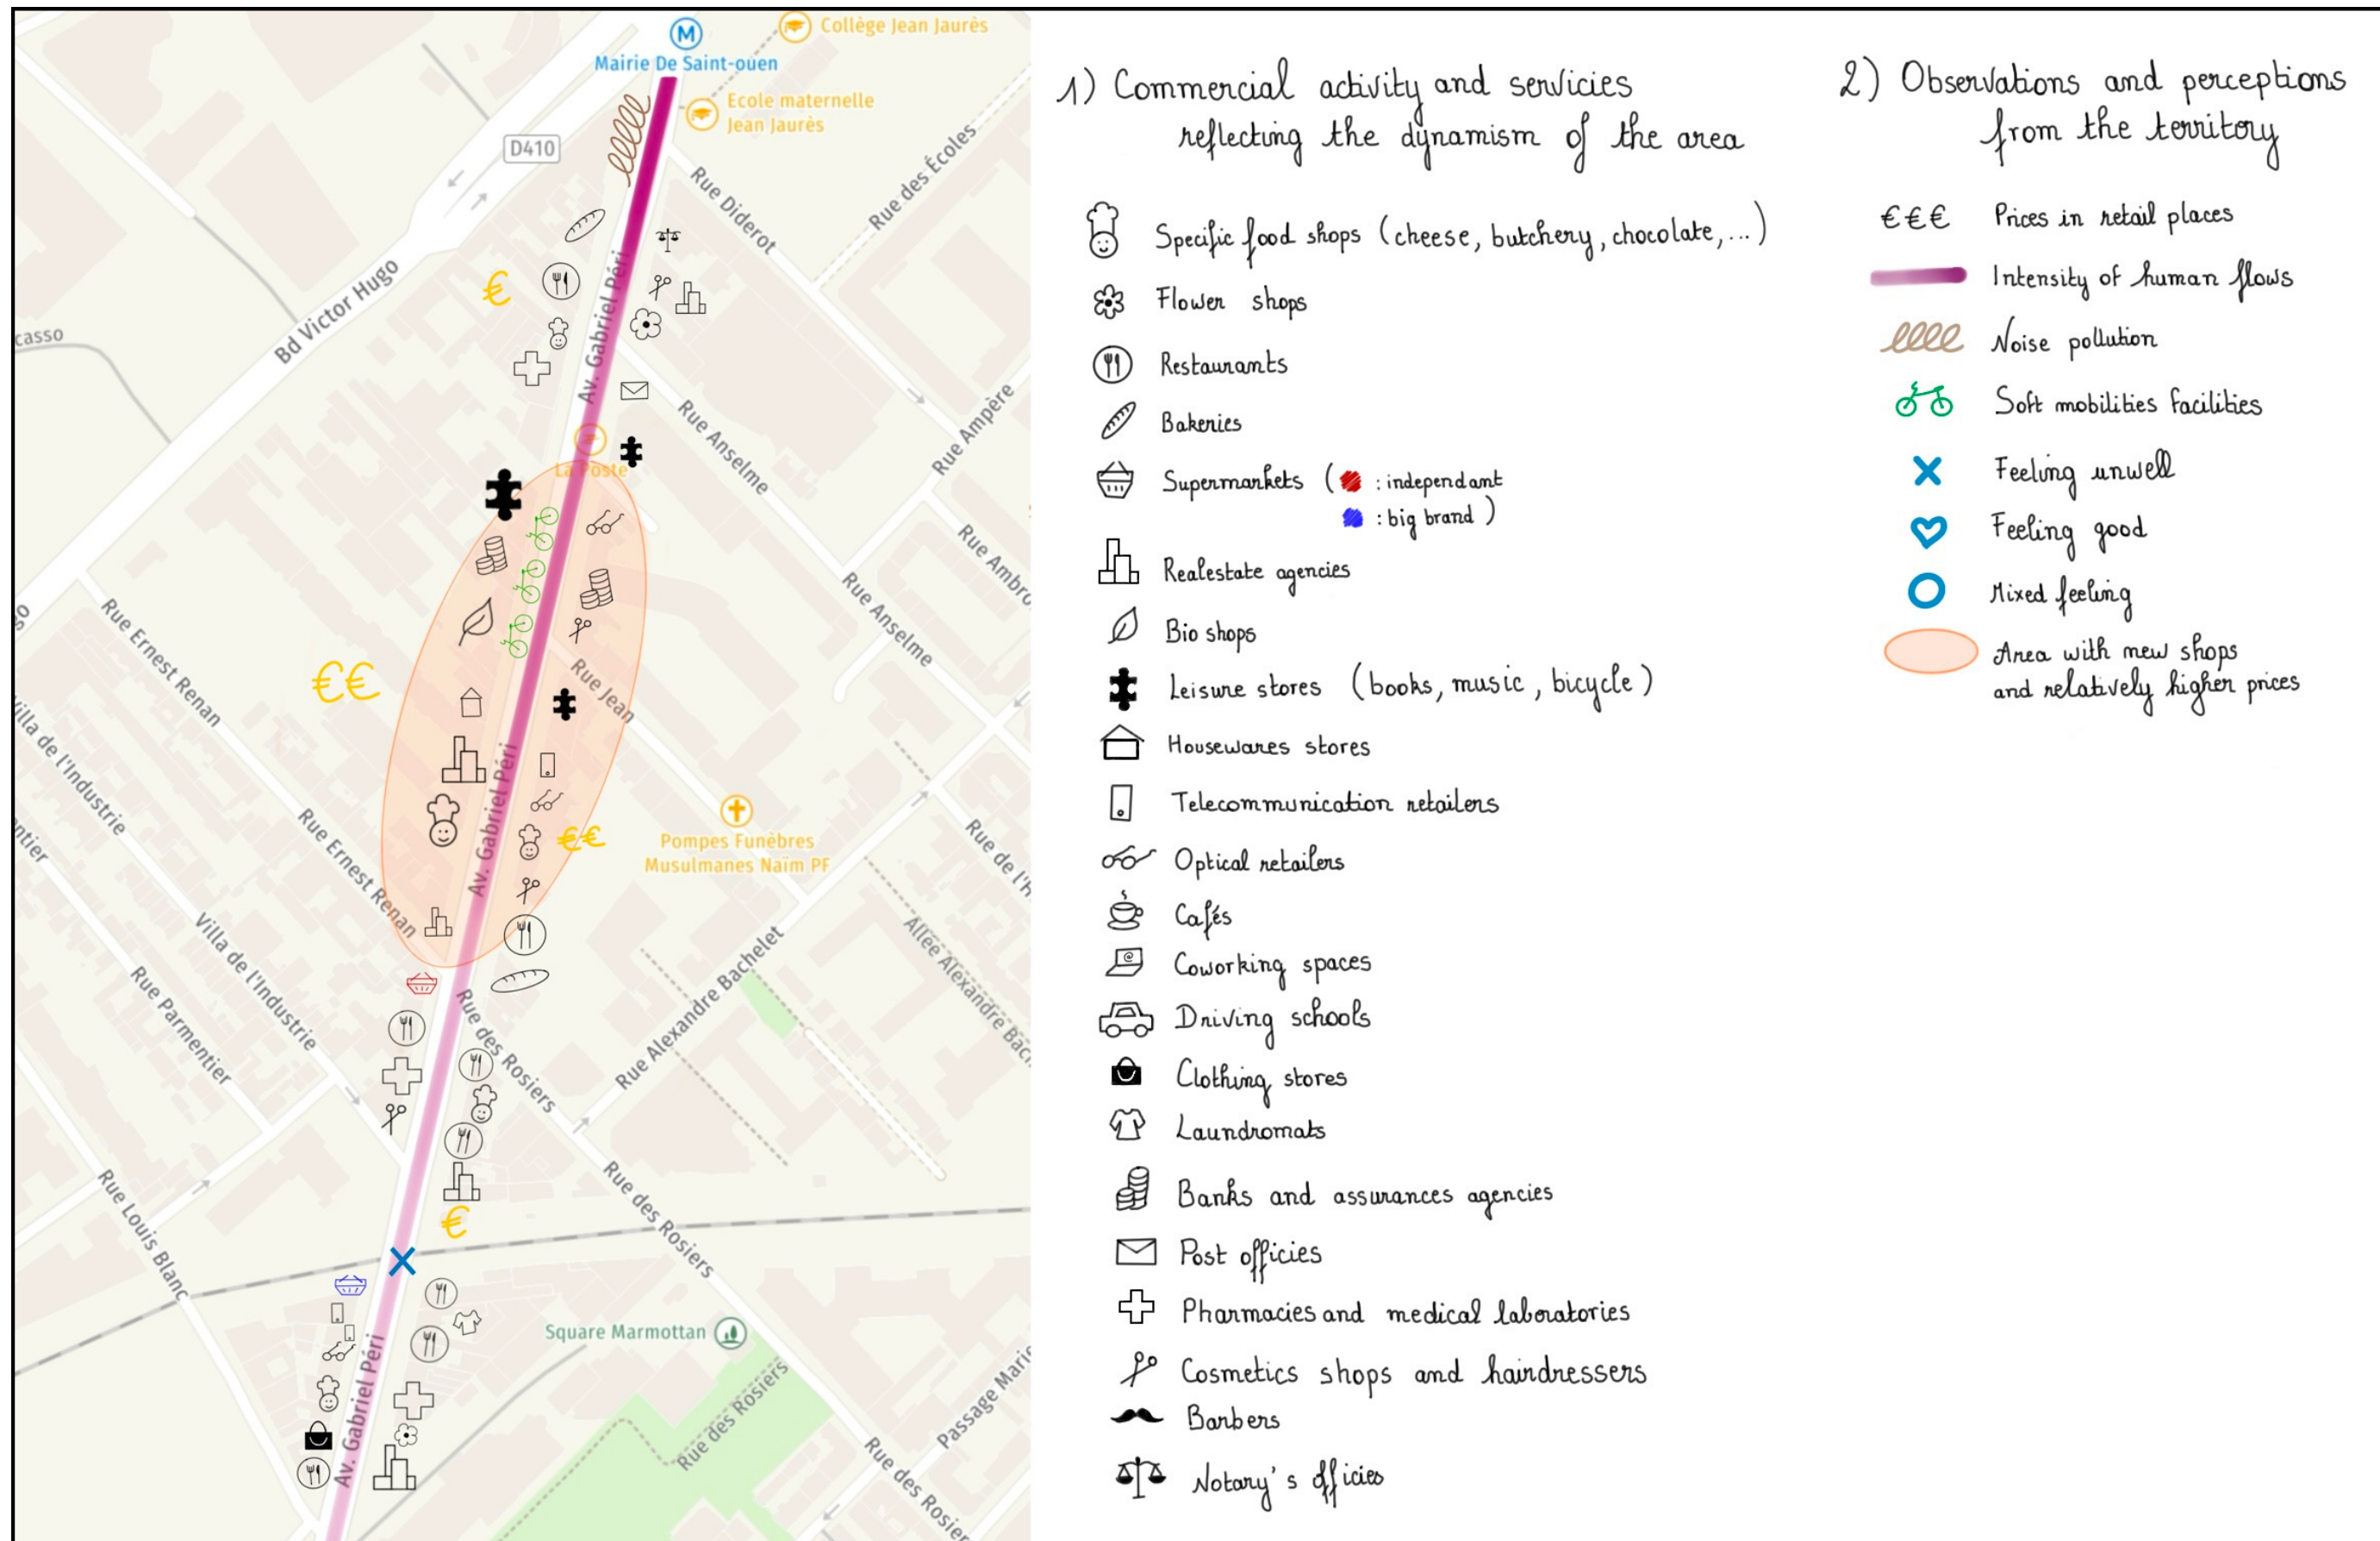 M
Mairie De Saint-ouen
Collège Jean Jaurès
Ecole maternelle
Jean Jaurès
D410
Rue Diderot
Rue des Écoles
Bd Victor Hugo
casso
€
Av. Gabriel Péri
Rue Anselme
Rue Ampère
La Poste
Rue Ambro
Rue Anselme
go
Rue Ernest Renan
Rue Jean
€€
Villa de l'Industrie
ntier
Rue Ernest Renan
Av. Gabriel Péri
€€
Pompes Funèbres
Musulmanes Naïm PF
Rue de l'H
Villa de l'Industrie
Rue Parmentier
Rue des Rosiers
Rue Alexandre Bachelet
Allée Alexandre Bach
Rue Louis Blanc
Rue des Rosiers
€
Square Marmottan
Av. Gabriel Péri
Rue des Rosiers
Passage Marie
Rue des Rosier
1) Commercial activity and servicies
reflecting the dynamism of the area
Specific food shops (cheese, butchery, chocolate,...)
Flower shops
Restaurants
Bakeries
Supermarkets ( : independant
: big brand )
Realestate agencies
Bio shops
Leisure stores (books, music, bicycle)
Housewares stores
Telecommunication retailers
Optical retailers
Cafés
@ Coworking spaces
Driving schools
Clothing stores
Laundromats
Banks and assurances agencies
Post officies
Pharmacies and medical laboratories
Cosmetics shops and hairdressers
Barbers
Notary's officies
2) Observations and perceptions
from the territory
€€€ Prices in retail places
Intensity of human flows
Noise pollution
Soft mobilities facilities
Feeling unwell
Feeling good
Mixed feeling
Area with new shops
and relatively higher prices